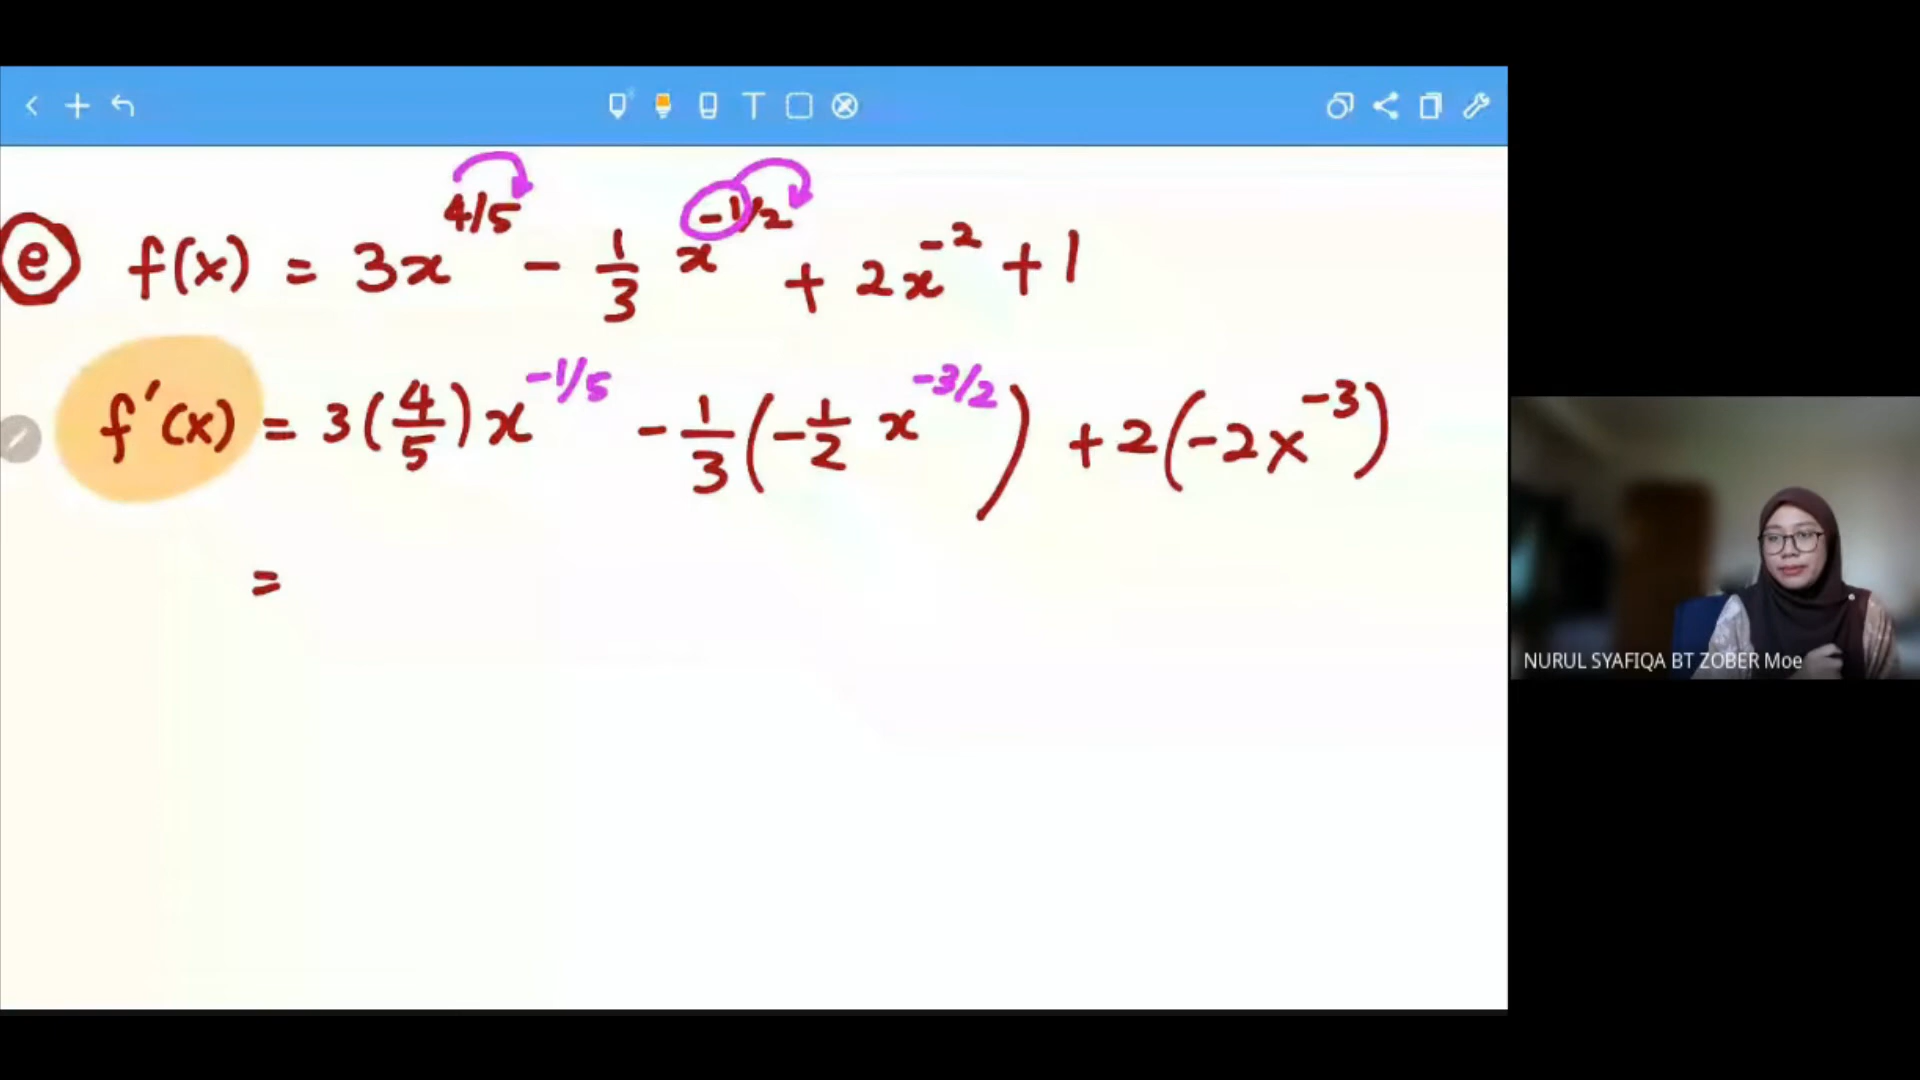 e f(x) = 3x^4/5 - 1/3 x^-1/2 + 2x^-2 + 1
f'(x) = 3(4/5)x^-1/5 - 1/3(-1/2 x^-3/2) + 2(-2x^-3)
=
NURUL SYAFIQA BT ZOBER Moe